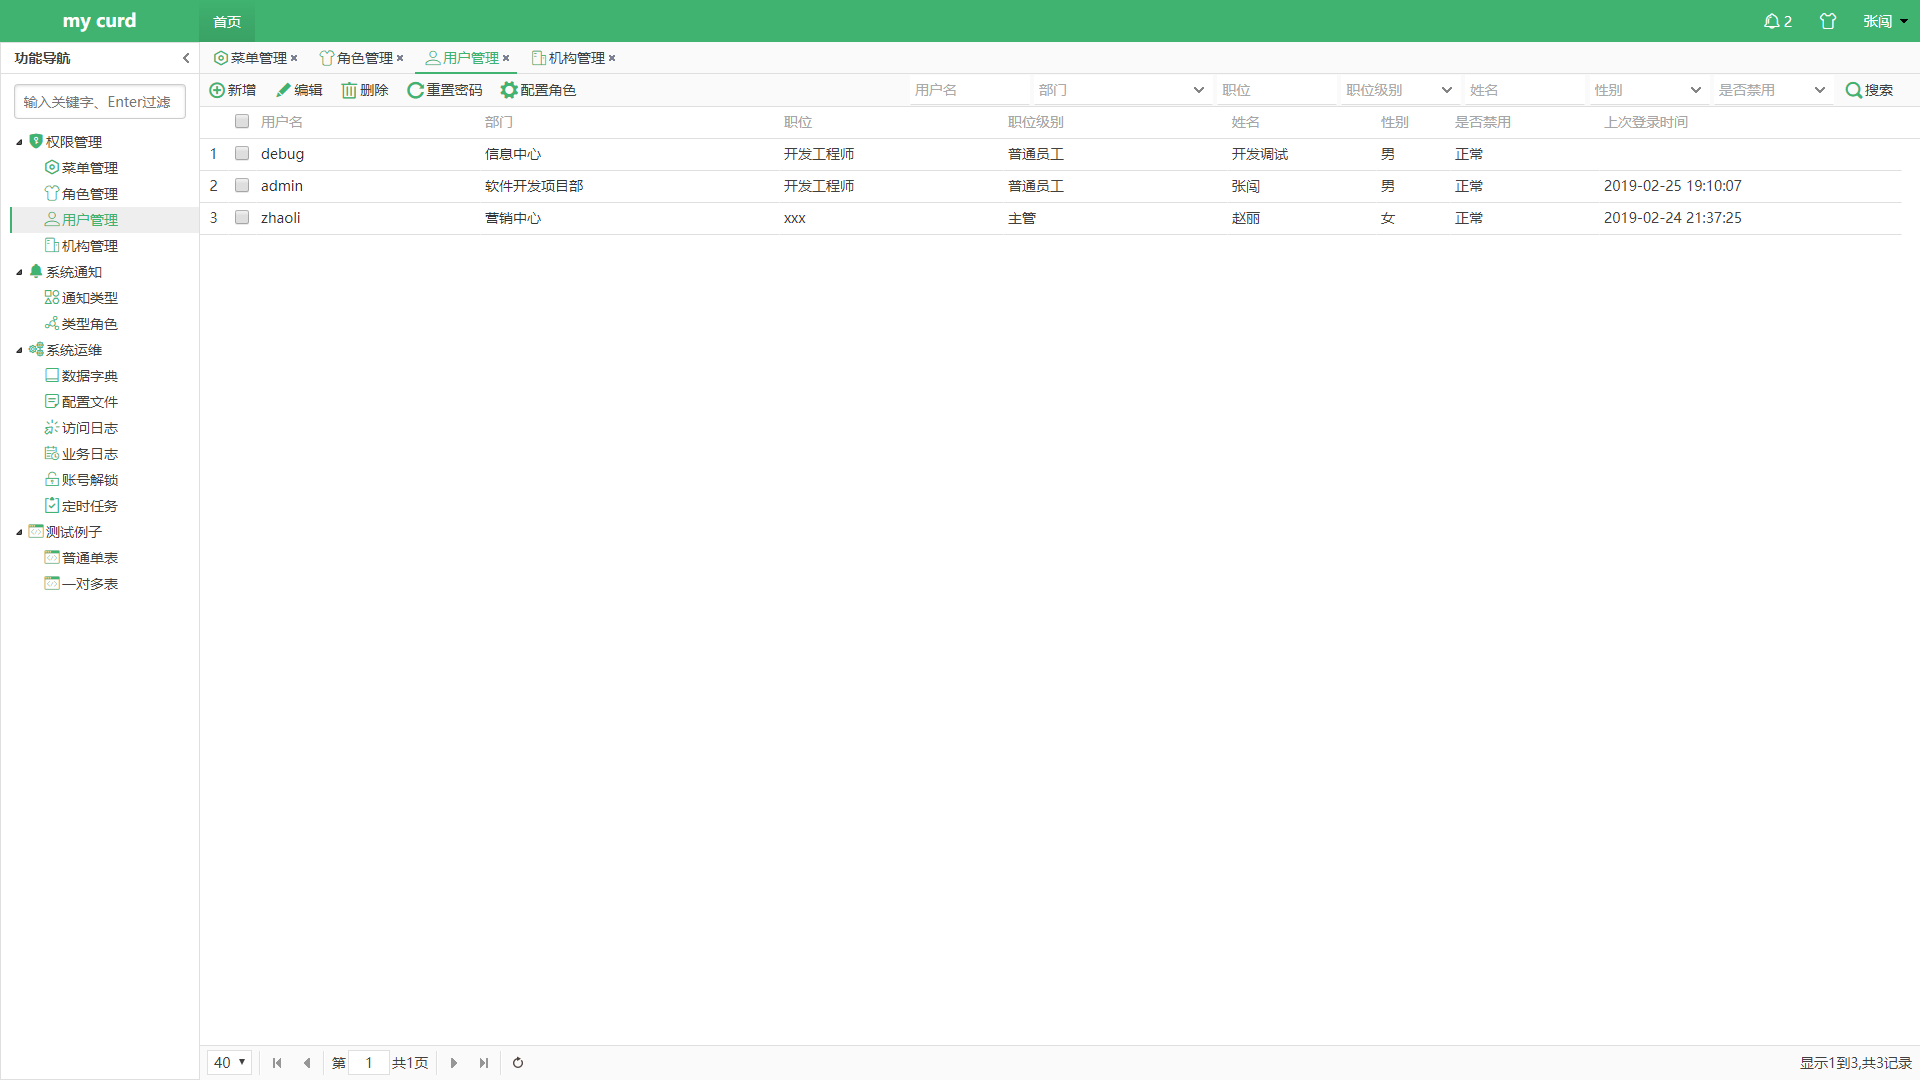 my curd
首页
2
张闯
功能导航
菜单管理
角色管理
用户管理
机构管理
输入关键字、Enter过滤
新增
编辑
删除
重置密码
配置角色
用户名
部门
职位
职位级别
姓名
性别
是否禁用
搜索
权限管理
菜单管理
角色管理
用户管理
机构管理
系统通知
通知类型
类型角色
系统运维
数据字典
配置文件
访问日志
业务日志
账号解锁
定时任务
测试例子
普通单表
一对多表
用户名 部门 职位 职位级别 姓名 性别 是否禁用 上次登录时间
1 debug 信息中心 开发工程师 普通员工 开发调试 男 正常
2 admin 软件开发项目部 开发工程师 普通员工 张闯 男 正常 2019-02-25 19:10:07
3 zhaoli 营销中心 xxx 主管 赵丽 女 正常 2019-02-24 21:37:25
40 第 1 共1页
显示1到3,共3记录